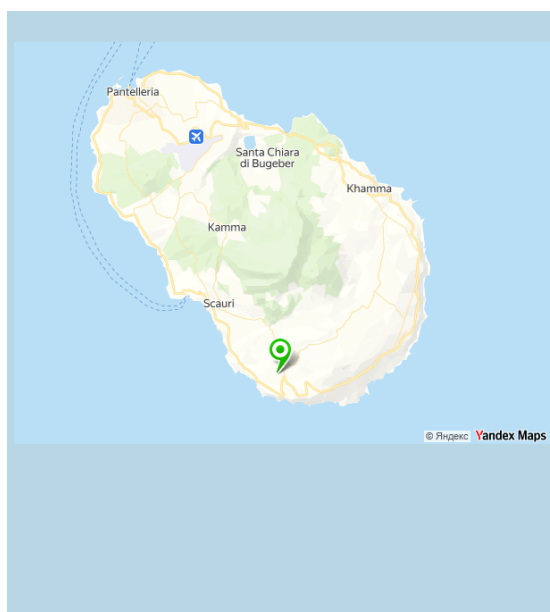 Pantelleria
Santa Chiara
di Bugeber
Khamma
Kamma
Scauri
© Яндекс Yandex Maps